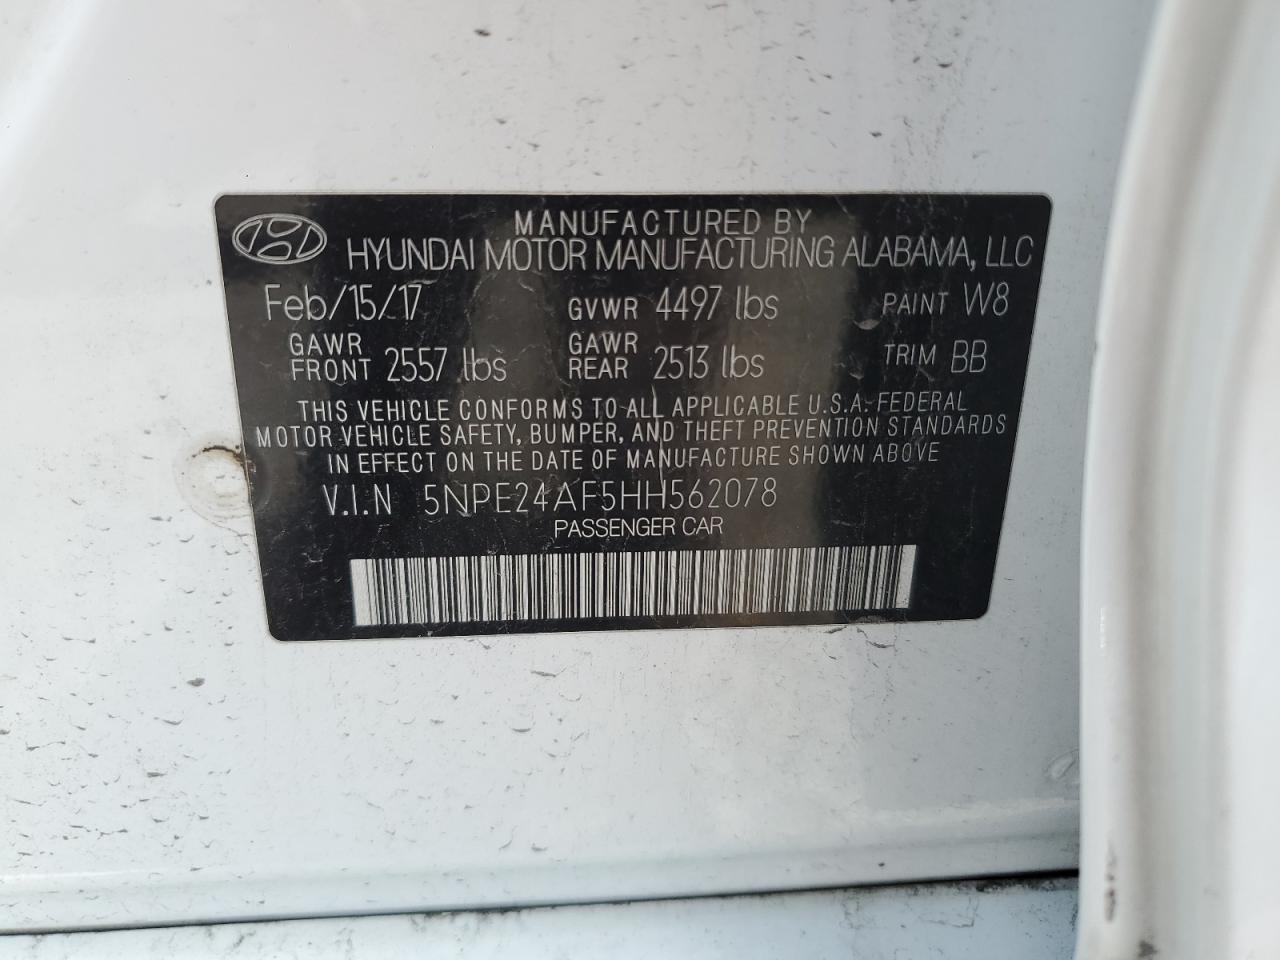 MANUFACTURED BY
HYUNDAI MOTOR MANUFACTURING ALABAMA, LLC
Feb/15/17 GVWR 4497 lbs PAINT W8
GAWR FRONT 2557 lbs GAWR REAR 2513 lbs TRIM BB
THIS VEHICLE CONFORMS TO ALL APPLICABLE U.S.A. FEDERAL
MOTOR VEHICLE SAFETY, BUMPER, AND THEFT PREVENTION STANDARDS
IN EFFECT ON THE DATE OF MANUFACTURE SHOWN ABOVE
V.I.N 5NPE24AF5HH562078
PASSENGER CAR